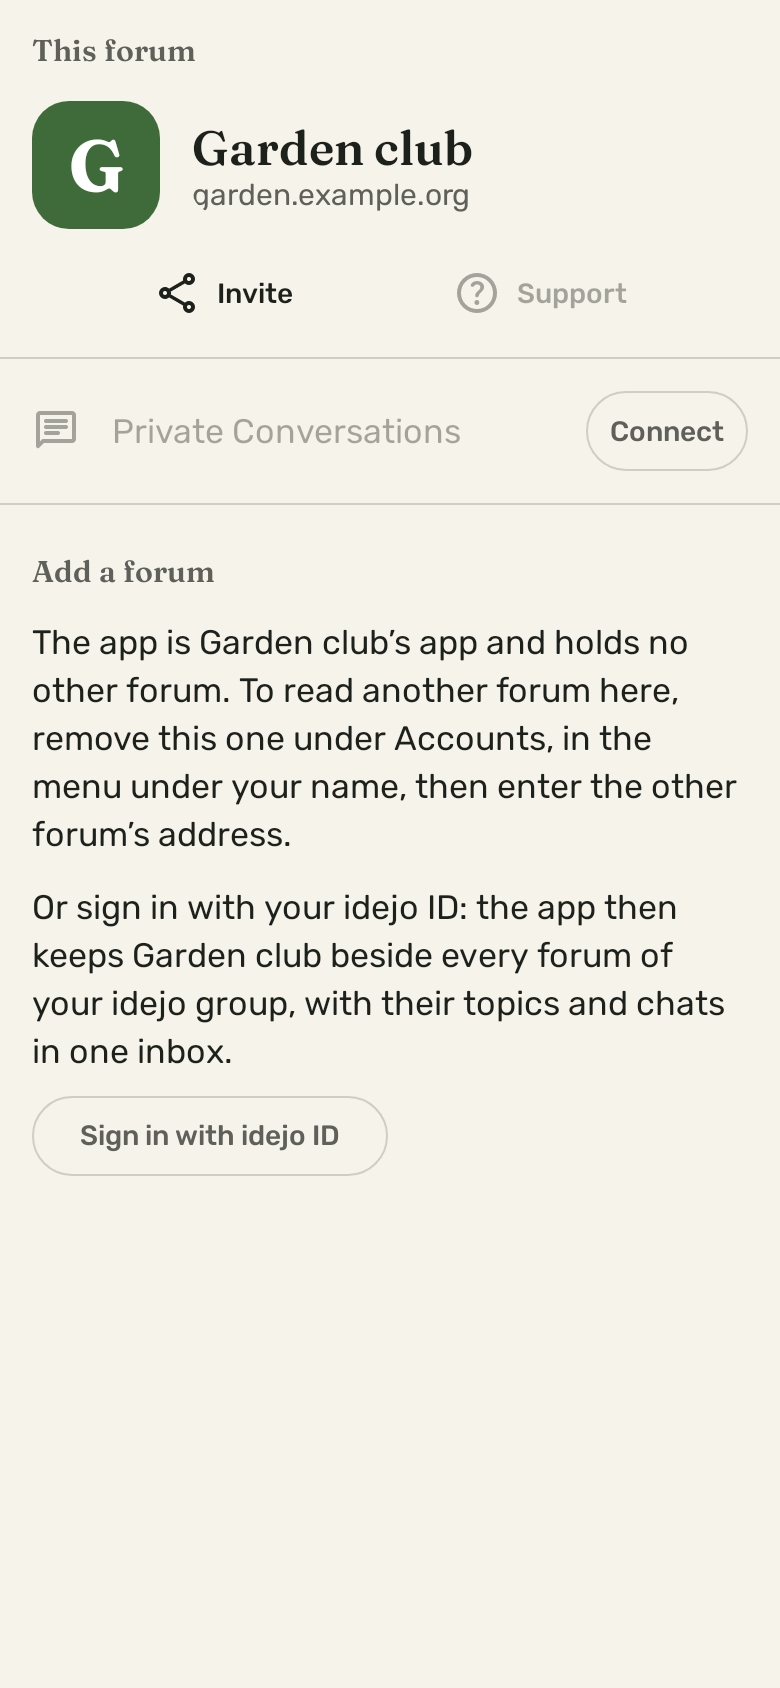 This forum
G
Garden club
garden.example.org
Invite
Support
Private Conversations
Connect
Add a forum
The app is Garden club’s app and holds no
other forum. To read another forum here,
remove this one under Accounts, in the
menu under your name, then enter the other
forum’s address.
Or sign in with your idejo ID: the app then
keeps Garden club beside every forum of
your idejo group, with their topics and chats
in one inbox.
Sign in with idejo ID